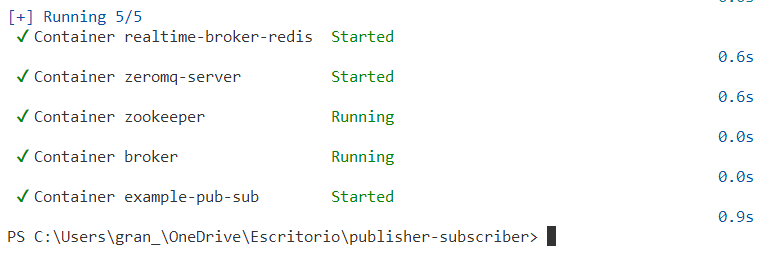 [+] Running 5/5
✓ Container realtime-broker-redis Started
0.6s
✓ Container zeromq-server Started
0.6s
✓ Container zookeeper Running
0.0s
✓ Container broker Running
0.0s
✓ Container example-pub-sub Started
0.9s
PS C:\Users\gran_\OneDrive\Escritorio\publisher-subscriber>